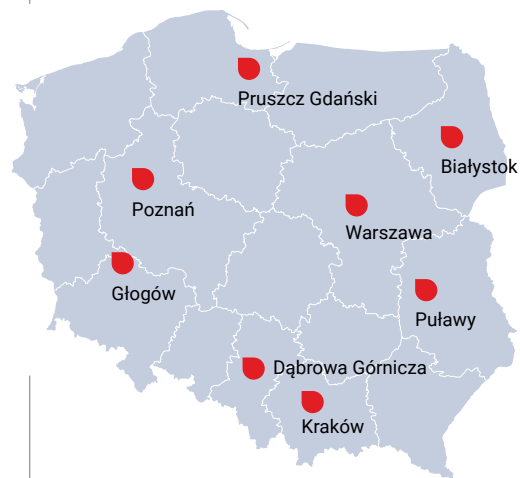 Pruszcz Gdański
Białystok
Poznań
Warszawa
Głogów
Puławy
Dąbrowa Górnicza
Kraków